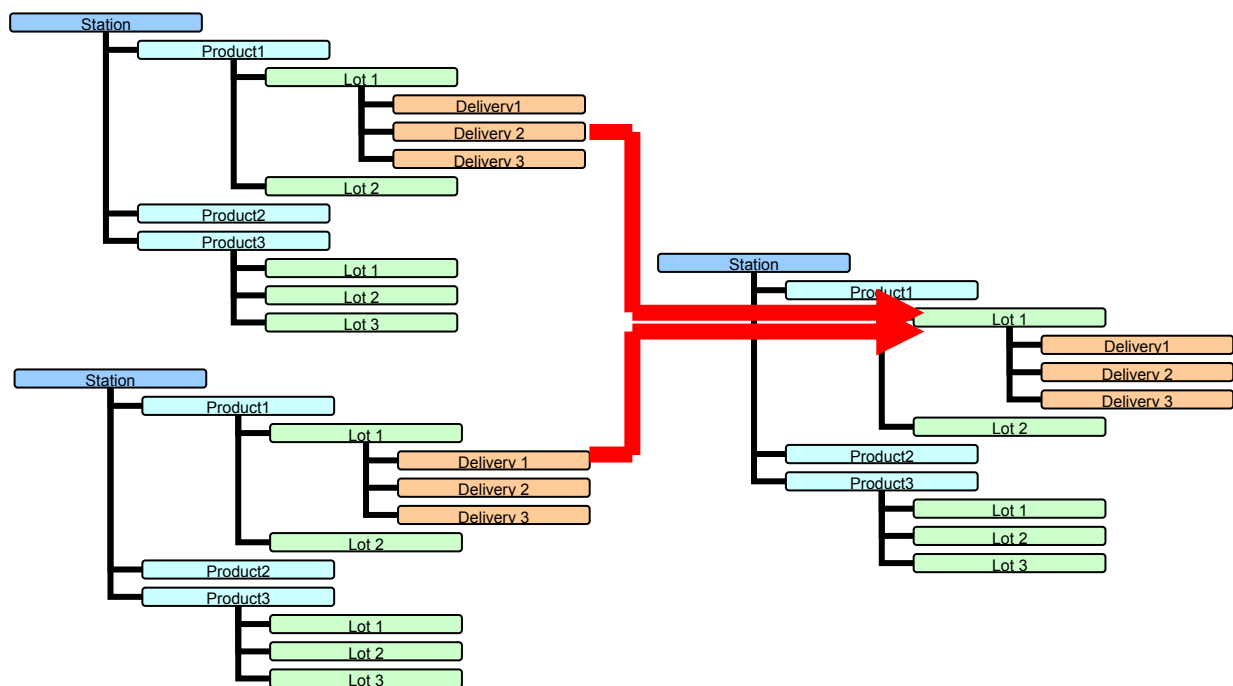 Station
Product1
Lot 1
Delivery1
Delivery 2
Delivery 3
Lot 2
Product2
Product3
Lot 1
Lot 2
Lot 3
Station
Product1
Lot 1
Delivery 1
Delivery 2
Delivery 3
Lot 2
Product2
Product3
Lot 1
Lot 2
Lot 3
Station
Product1
Lot 1
Delivery1
Delivery 2
Delivery 3
Lot 2
Product2
Product3
Lot 1
Lot 2
Lot 3